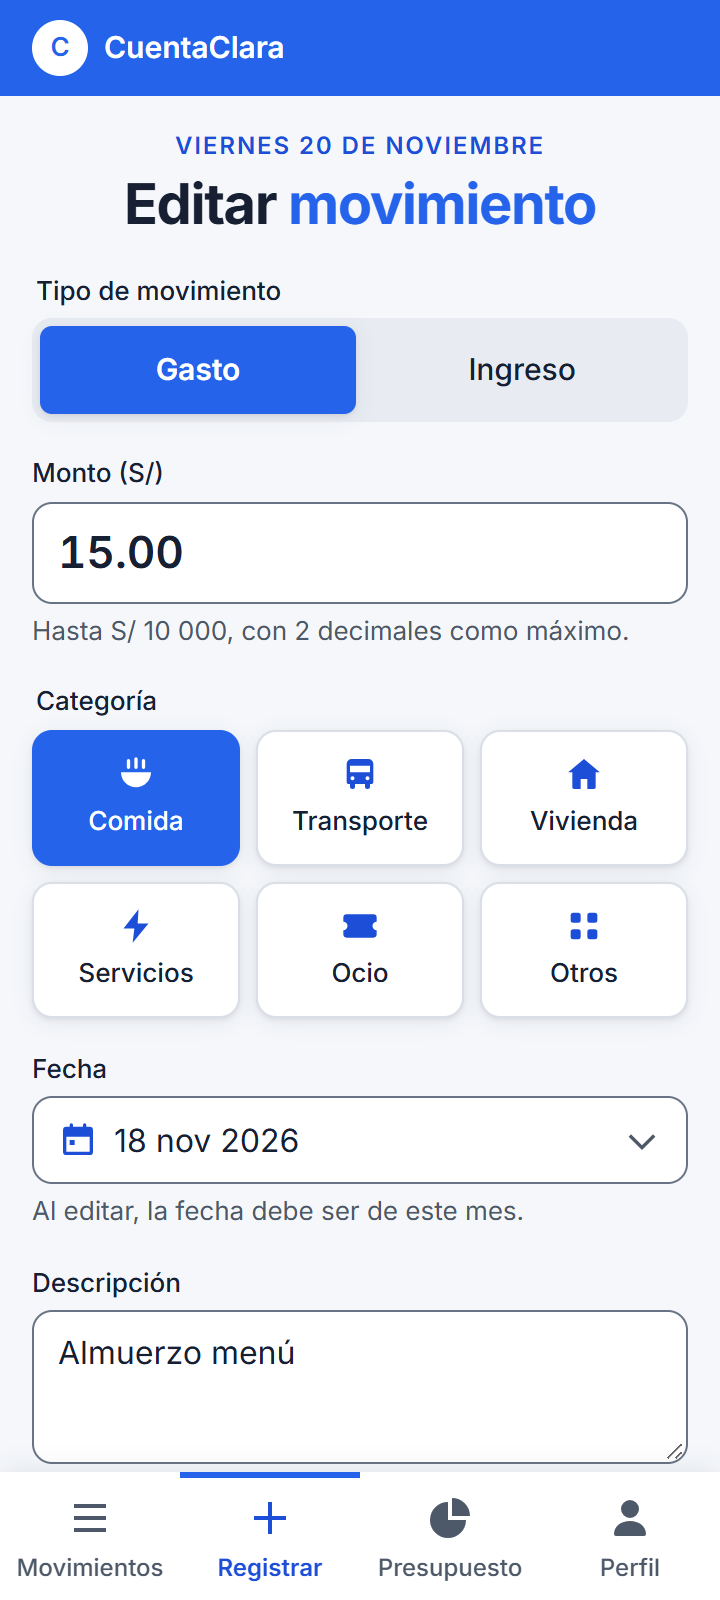 C CuentaClara
VIERNES 20 DE NOVIEMBRE
Editar movimiento
Tipo de movimiento
Gasto Ingreso
Monto (S/)
15.00
Hasta S/ 10 000, con 2 decimales como máximo.
Categoría
Comida Transporte Vivienda
Servicios Ocio Otros
Fecha
18 nov 2026
Al editar, la fecha debe ser de este mes.
Descripción
Almuerzo menú
Movimientos Registrar Presupuesto Perfil